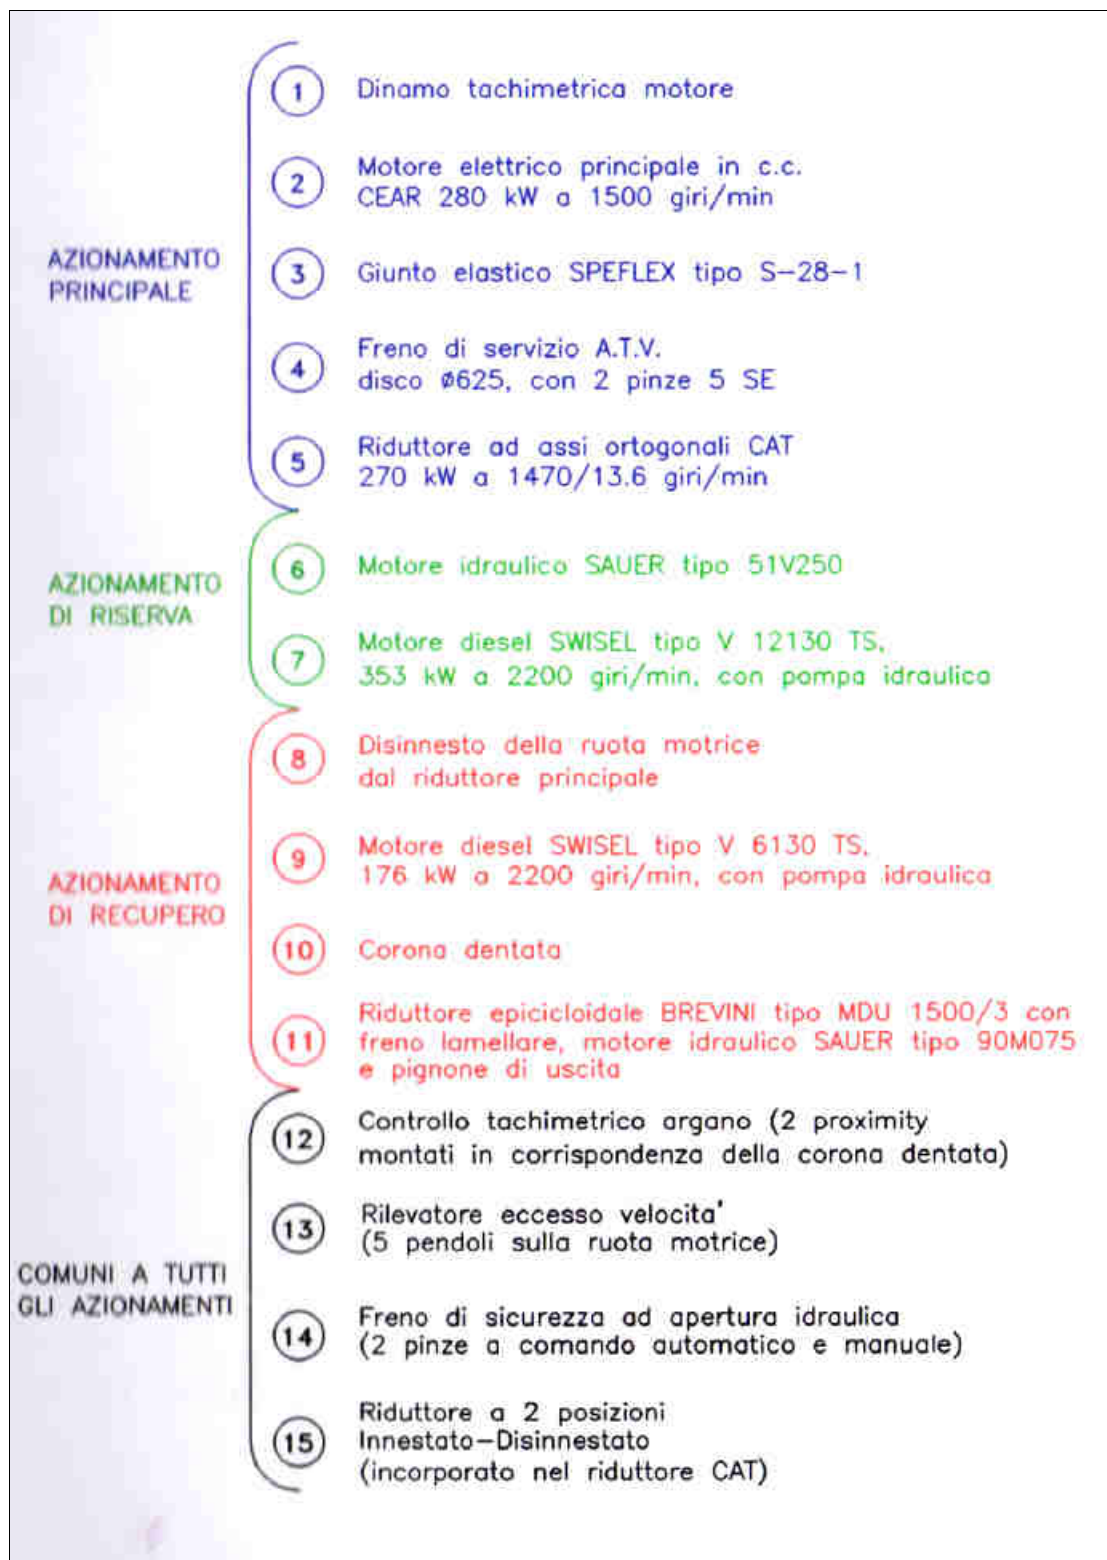 AZIONAMENTO
PRINCIPALE
1 Dinamo tachimetrica motore
2 Motore elettrico principale in c.c.
CEAR 280 kW a 1500 giri/min
3 Giunto elastico SPEFLEX tipo S-28-1
4 Freno di servizio A.T.V.
disco ø625, con 2 pinze 5 SE
5 Riduttore ad assi ortogonali CAT
270 kW a 1470/13.6 giri/min
AZIONAMENTO
DI RISERVA
6 Motore idraulico SAUER tipo 51V250
7 Motore diesel SWISEL tipo V 12130 TS,
353 kW a 2200 giri/min, con pompa idraulica
AZIONAMENTO
DI RECUPERO
8 Disinnesto della ruota motrice
dal riduttore principale
9 Motore diesel SWISEL tipo V 6130 TS,
176 kW a 2200 giri/min, con pompa idraulica
10 Corona dentata
11 Riduttore epicicloidale BREVINI tipo MDU 1500/3 con
freno lamellare, motore idraulico SAUER tipo 90M075
e pignone di uscita
COMUNI A TUTTI
GLI AZIONAMENTI
12 Controllo tachimetrico argano (2 proximity
montati in corrispondenza della corona dentata)
13 Rilevatore eccesso velocita'
(5 pendoli sulla ruota motrice)
14 Freno di sicurezza ad apertura idraulica
(2 pinze a comando automatico e manuale)
15 Riduttore a 2 posizioni
Innestato-Disinnestato
(incorporato nel riduttore CAT)